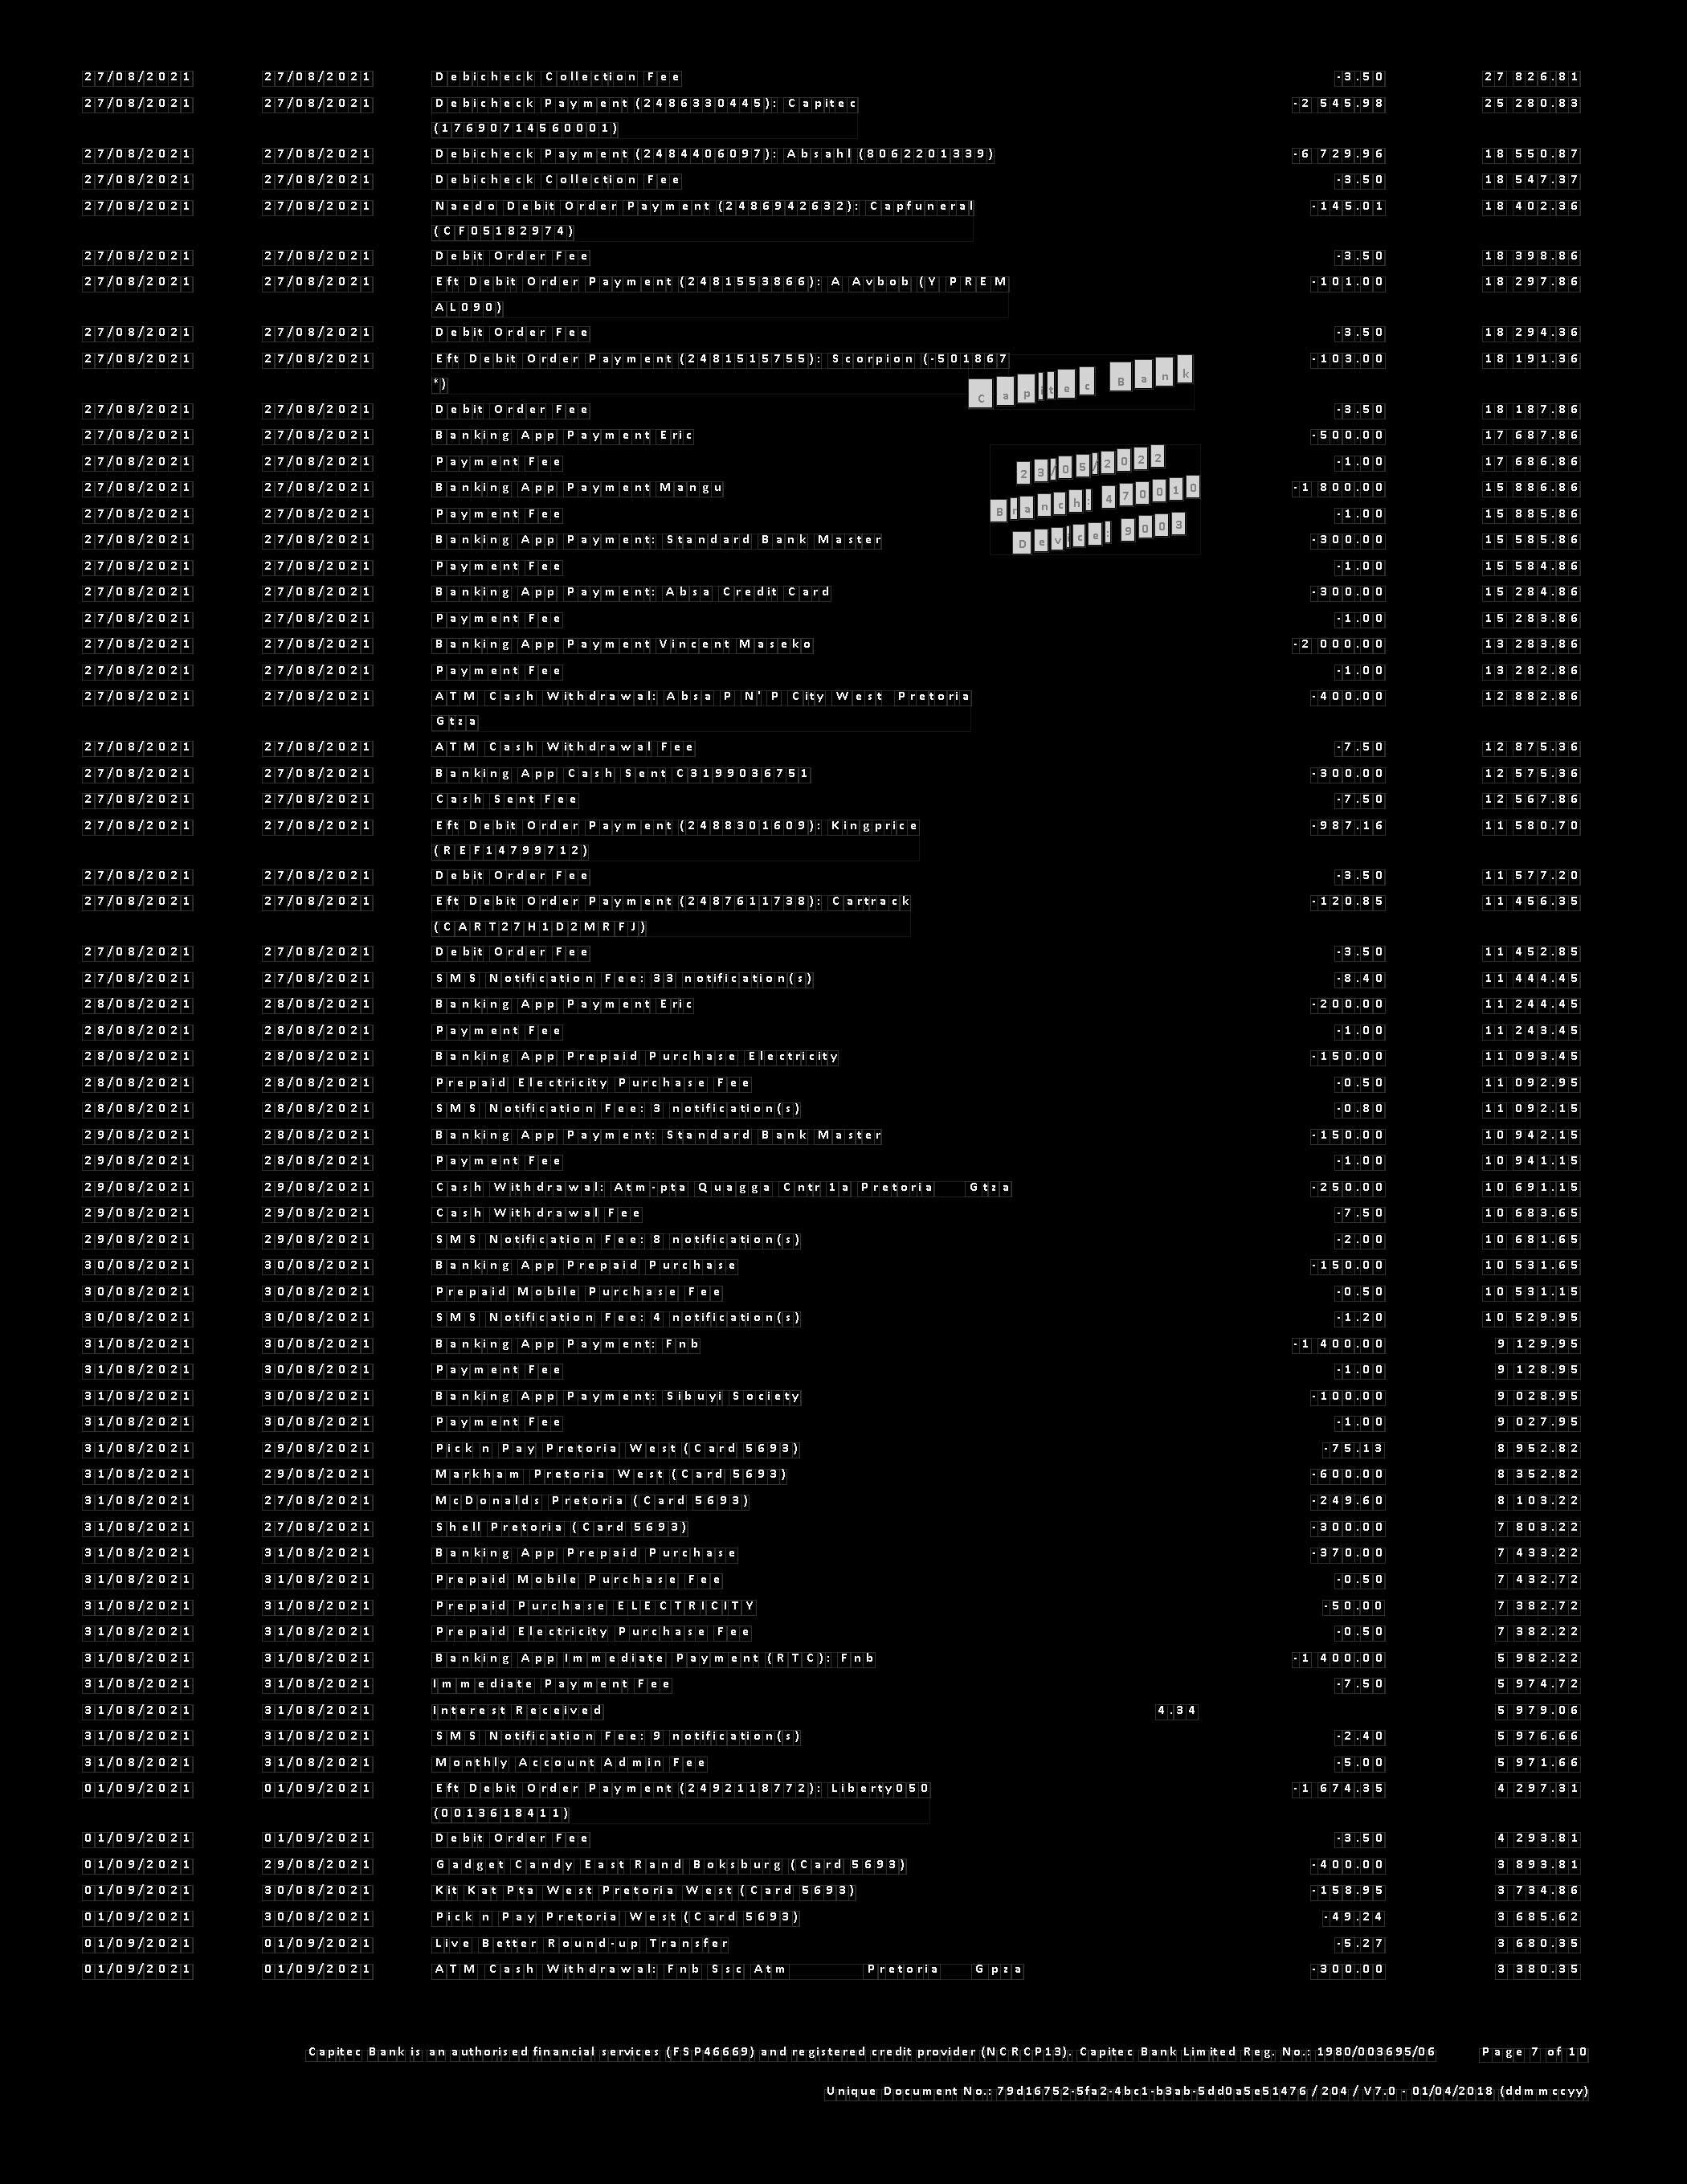 27/08/2021 27/08/2021 Debicheck Collection Fee -3.50 27 826.81
27/08/2021 27/08/2021 Debicheck Payment (2486330445): Capitec -2 545.98 25 280.83
(17690714560001)
27/08/2021 27/08/2021 Debicheck Payment (2484406097): Absahl (8062201339) -6 729.96 18 550.87
27/08/2021 27/08/2021 Debicheck Collection Fee -3.50 18 547.37
27/08/2021 27/08/2021 Naedo Debit Order Payment (2486942632): Capfuneral -145.01 18 402.36
(CF05182974)
27/08/2021 27/08/2021 Debit Order Fee -3.50 18 398.86
27/08/2021 27/08/2021 Eft Debit Order Payment (2481553866): A Avbob (Y PREM -101.00 18 297.86
AL090)
27/08/2021 27/08/2021 Debit Order Fee -3.50 18 294.36
27/08/2021 27/08/2021 Eft Debit Order Payment (2481515755): Scorpion (-501867 -103.00 18 191.36
*)
Capitec Bank
27/08/2021 27/08/2021 Debit Order Fee -3.50 18 187.86
27/08/2021 27/08/2021 Banking App Payment Eric -500.00 17 687.86
27/08/2021 27/08/2021 Payment Fee -1.00 17 686.86
23/05/2022
27/08/2021 27/08/2021 Banking App Payment Mangu -1 800.00 15 886.86
Branch: 470010
27/08/2021 27/08/2021 Payment Fee -1.00 15 885.86
27/08/2021 27/08/2021 Banking App Payment: Standard Bank Master -300.00 15 585.86
Device: 9003
27/08/2021 27/08/2021 Payment Fee -1.00 15 584.86
27/08/2021 27/08/2021 Banking App Payment: Absa Credit Card -300.00 15 284.86
27/08/2021 27/08/2021 Payment Fee -1.00 15 283.86
27/08/2021 27/08/2021 Banking App Payment Vincent Maseko -2 000.00 13 283.86
27/08/2021 27/08/2021 Payment Fee -1.00 13 282.86
27/08/2021 27/08/2021 ATM Cash Withdrawal: Absa P N'P City West Pretoria -400.00 12 882.86
Gtza
27/08/2021 27/08/2021 ATM Cash Withdrawal Fee -7.50 12 875.36
27/08/2021 27/08/2021 Banking App Cash Sent C3199036751 -300.00 12 575.36
27/08/2021 27/08/2021 Cash Sent Fee -7.50 12 567.86
27/08/2021 27/08/2021 Eft Debit Order Payment (2488301609): Kingprice -987.16 11 580.70
(REF14799712)
27/08/2021 27/08/2021 Debit Order Fee -3.50 11 577.20
27/08/2021 27/08/2021 Eft Debit Order Payment (2487611738): Cartrack -120.85 11 456.35
(CART27H1D2MRFJ)
27/08/2021 27/08/2021 Debit Order Fee -3.50 11 452.85
27/08/2021 27/08/2021 SMS Notification Fee: 33 notification(s) -8.40 11 444.45
28/08/2021 28/08/2021 Banking App Payment Eric -200.00 11 244.45
28/08/2021 28/08/2021 Payment Fee -1.00 11 243.45
28/08/2021 28/08/2021 Banking App Prepaid Purchase Electricity -150.00 11 093.45
28/08/2021 28/08/2021 Prepaid Electricity Purchase Fee -0.50 11 092.95
28/08/2021 28/08/2021 SMS Notification Fee: 3 notification(s) -0.80 11 092.15
29/08/2021 28/08/2021 Banking App Payment: Standard Bank Master -150.00 10 942.15
29/08/2021 28/08/2021 Payment Fee -1.00 10 941.15
29/08/2021 29/08/2021 Cash Withdrawal: Atm-pta Quagga Cntr 1a Pretoria Gtza -250.00 10 691.15
29/08/2021 29/08/2021 Cash Withdrawal Fee -7.50 10 683.65
29/08/2021 29/08/2021 SMS Notification Fee: 8 notification(s) -2.00 10 681.65
30/08/2021 30/08/2021 Banking App Prepaid Purchase -150.00 10 531.65
30/08/2021 30/08/2021 Prepaid Mobile Purchase Fee -0.50 10 531.15
30/08/2021 30/08/2021 SMS Notification Fee: 4 notification(s) -1.20 10 529.95
31/08/2021 30/08/2021 Banking App Payment: Fnb -1 400.00 9 129.95
31/08/2021 30/08/2021 Payment Fee -1.00 9 128.95
31/08/2021 30/08/2021 Banking App Payment: Sibuyi Society -100.00 9 028.95
31/08/2021 30/08/2021 Payment Fee -1.00 9 027.95
31/08/2021 29/08/2021 Pick n Pay Pretoria West (Card 5693) -75.13 8 952.82
31/08/2021 29/08/2021 Markham Pretoria West (Card 5693) -600.00 8 352.82
31/08/2021 27/08/2021 McDonalds Pretoria (Card 5693) -249.60 8 103.22
31/08/2021 27/08/2021 Shell Pretoria (Card 5693) -300.00 7 803.22
31/08/2021 31/08/2021 Banking App Prepaid Purchase -370.00 7 433.22
31/08/2021 31/08/2021 Prepaid Mobile Purchase Fee -0.50 7 432.72
31/08/2021 31/08/2021 Prepaid Purchase ELECTRICITY -50.00 7 382.72
31/08/2021 31/08/2021 Prepaid Electricity Purchase Fee -0.50 7 382.22
31/08/2021 31/08/2021 Banking App Immediate Payment (RTC): Fnb -1 400.00 5 982.22
31/08/2021 31/08/2021 Immediate Payment Fee -7.50 5 974.72
31/08/2021 31/08/2021 Interest Received 4.34 5 979.06
31/08/2021 31/08/2021 SMS Notification Fee: 9 notification(s) -2.40 5 976.66
31/08/2021 31/08/2021 Monthly Account Admin Fee -5.00 5 971.66
01/09/2021 01/09/2021 Eft Debit Order Payment (2492118772): Liberty050 -1 674.35 4 297.31
(0013618411)
01/09/2021 01/09/2021 Debit Order Fee -3.50 4 293.81
01/09/2021 29/08/2021 Gadget Candy East Rand Boksburg (Card 5693) -400.00 3 893.81
01/09/2021 30/08/2021 Kit Kat Pta West Pretoria West (Card 5693) -158.95 3 734.86
01/09/2021 30/08/2021 Pick n Pay Pretoria West (Card 5693) -49.24 3 685.62
01/09/2021 01/09/2021 Live Better Round-up Transfer -5.27 3 680.35
01/09/2021 01/09/2021 ATM Cash Withdrawal: Fnb Ssc Atm Pretoria Gpza -300.00 3 380.35
Capitec Bank is an authorised financial services (FSP46669) and registered credit provider (NCRCP13). Capitec Bank Limited Reg. No.: 1980/003695/06 Page 7 of 10
Unique Document No.: 79d16752-5fa2-4bc1-b3ab-5dd0a5e51476 / 204 / V7.0 - 01/04/2018 (ddmmccyy)